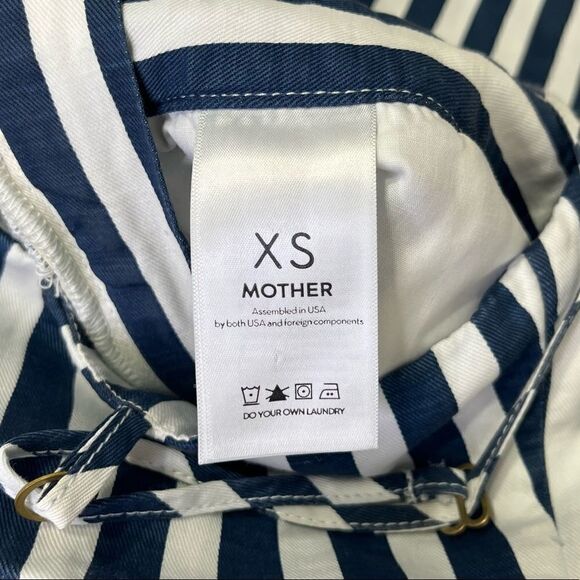 XS
MOTHER
Assembled in USA
by both USA and foreign components
DO YOUR OWN LAUNDRY